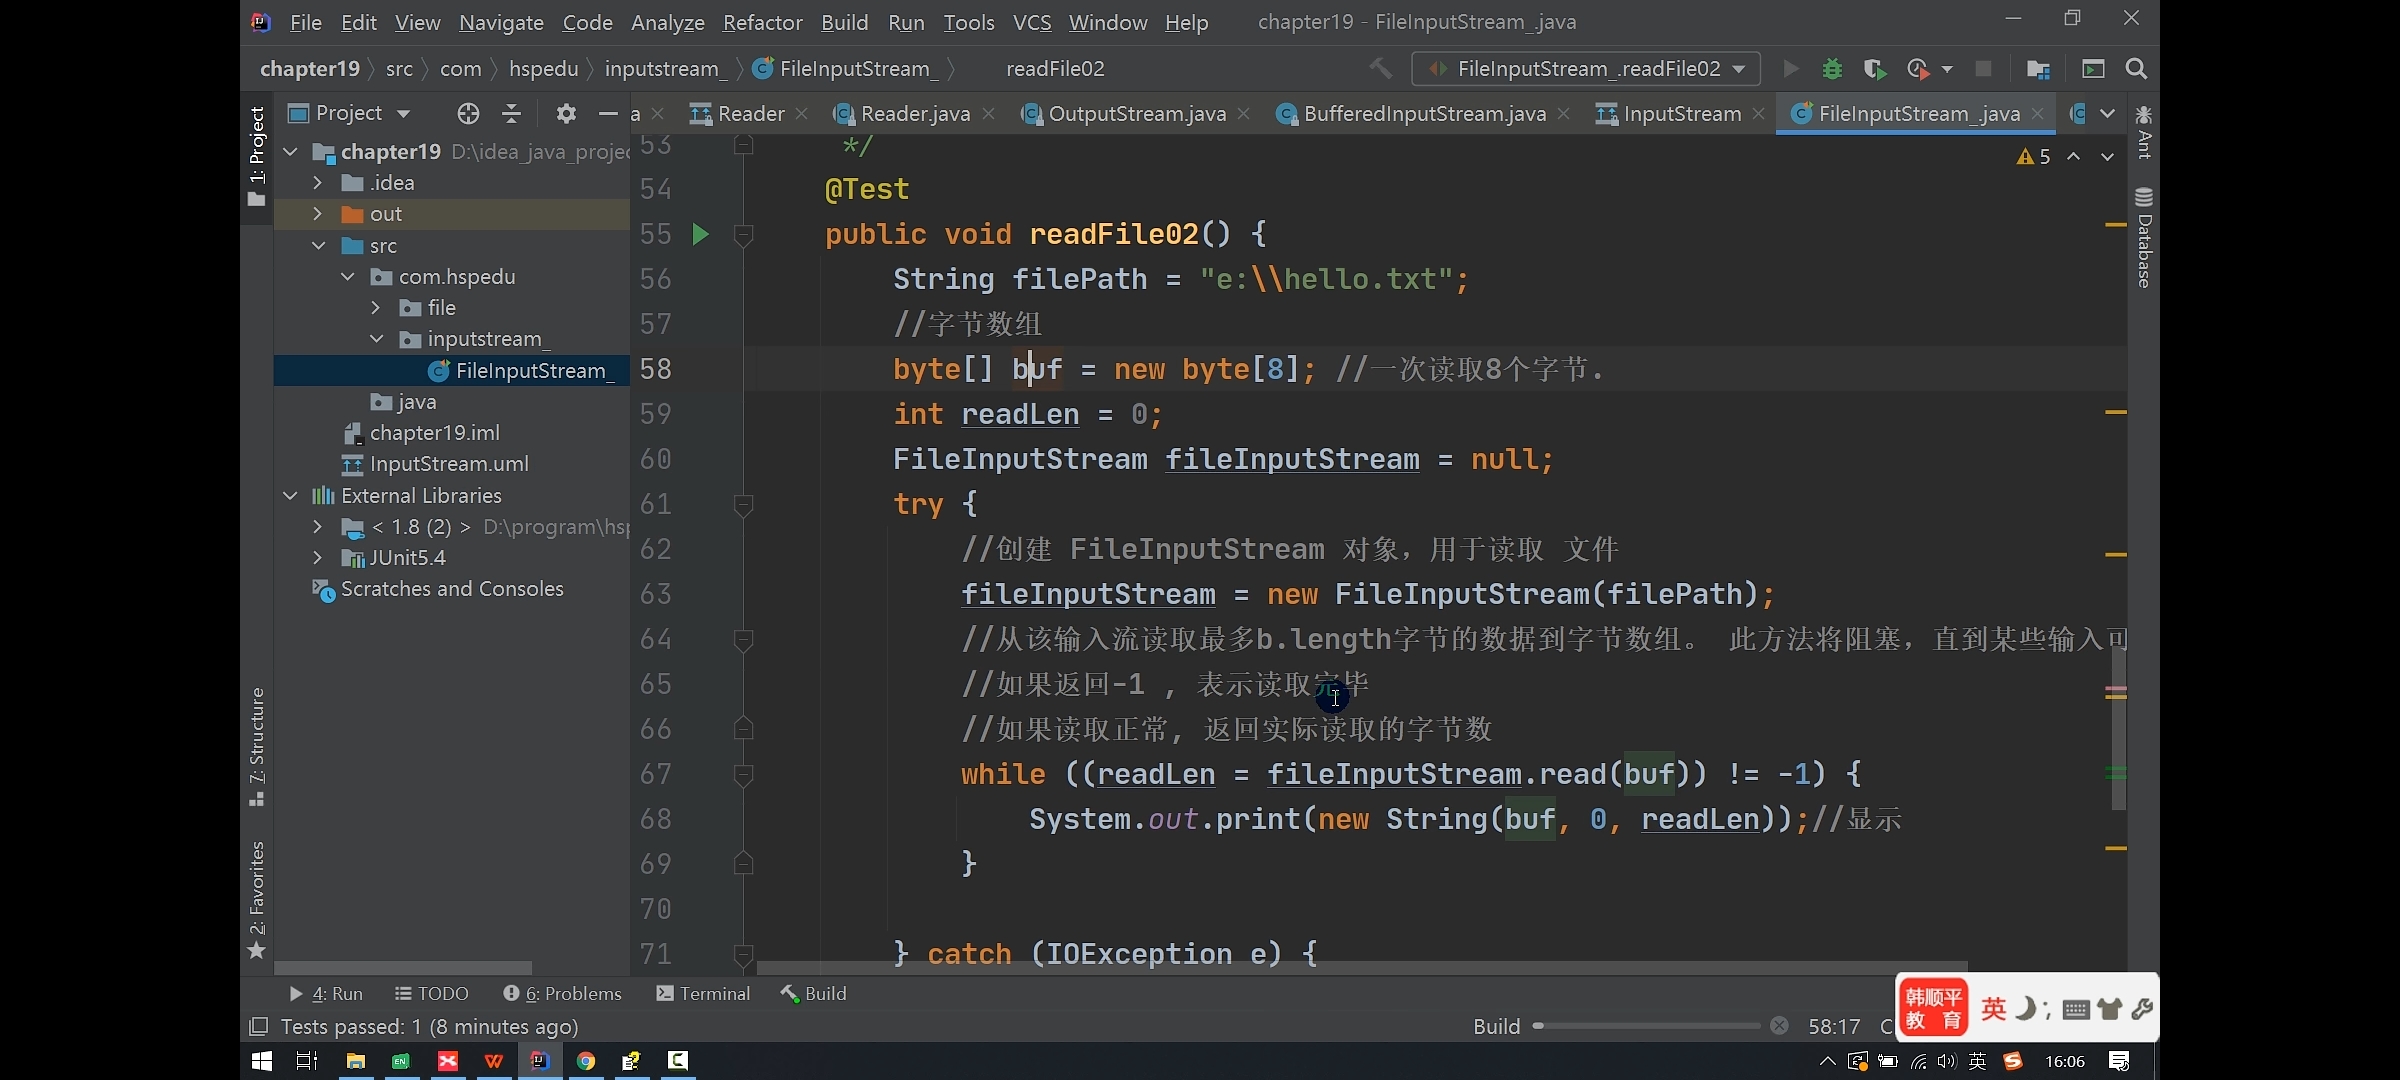 File Edit View Navigate Code Analyze Refactor Build Run Tools VCS Window Help chapter19 - FileInputStream_.java
chapter19 src com hspedu inputstream_ FileInputStream_ readFile02 FileInputStream_.readFile02
Project a Reader Reader.java OutputStream.java BufferedInputStream.java InputStream FileInputStream_.java
1: Project
chapter19 D:\idea_java_projec
.idea
out
src
com.hspedu
file
inputstream_
FileInputStream_
java
chapter19.iml
InputStream.uml
External Libraries
< 1.8 (2) > D:\program\hsp
JUnit5.4
Scratches and Consoles
7: Structure
2: Favorites
53 */
54 @Test
55 public void readFile02() {
56 String filePath = "e:\\hello.txt";
57 //字节数组
58 byte[] buf = new byte[8]; //一次读取8个字节.
59 int readLen = 0;
60 FileInputStream fileInputStream = null;
61 try {
62 //创建 FileInputStream 对象，用于读取 文件
63 fileInputStream = new FileInputStream(filePath);
64 //从该输入流读取最多b.length字节的数据到字节数组。 此方法将阻塞，直到某些输入可
65 //如果返回-1 , 表示读取完毕
66 //如果读取正常, 返回实际读取的字节数
67 while ((readLen = fileInputStream.read(buf)) != -1) {
68 System.out.print(new String(buf, 0, readLen));//显示
69 }
70
71 } catch (IOException e) {
5
Ant
Database
4: Run TODO 6: Problems Terminal Build
Tests passed: 1 (8 minutes ago) Build 58:17 C
韩顺平
教 育
英 ;
EN 英 16:06